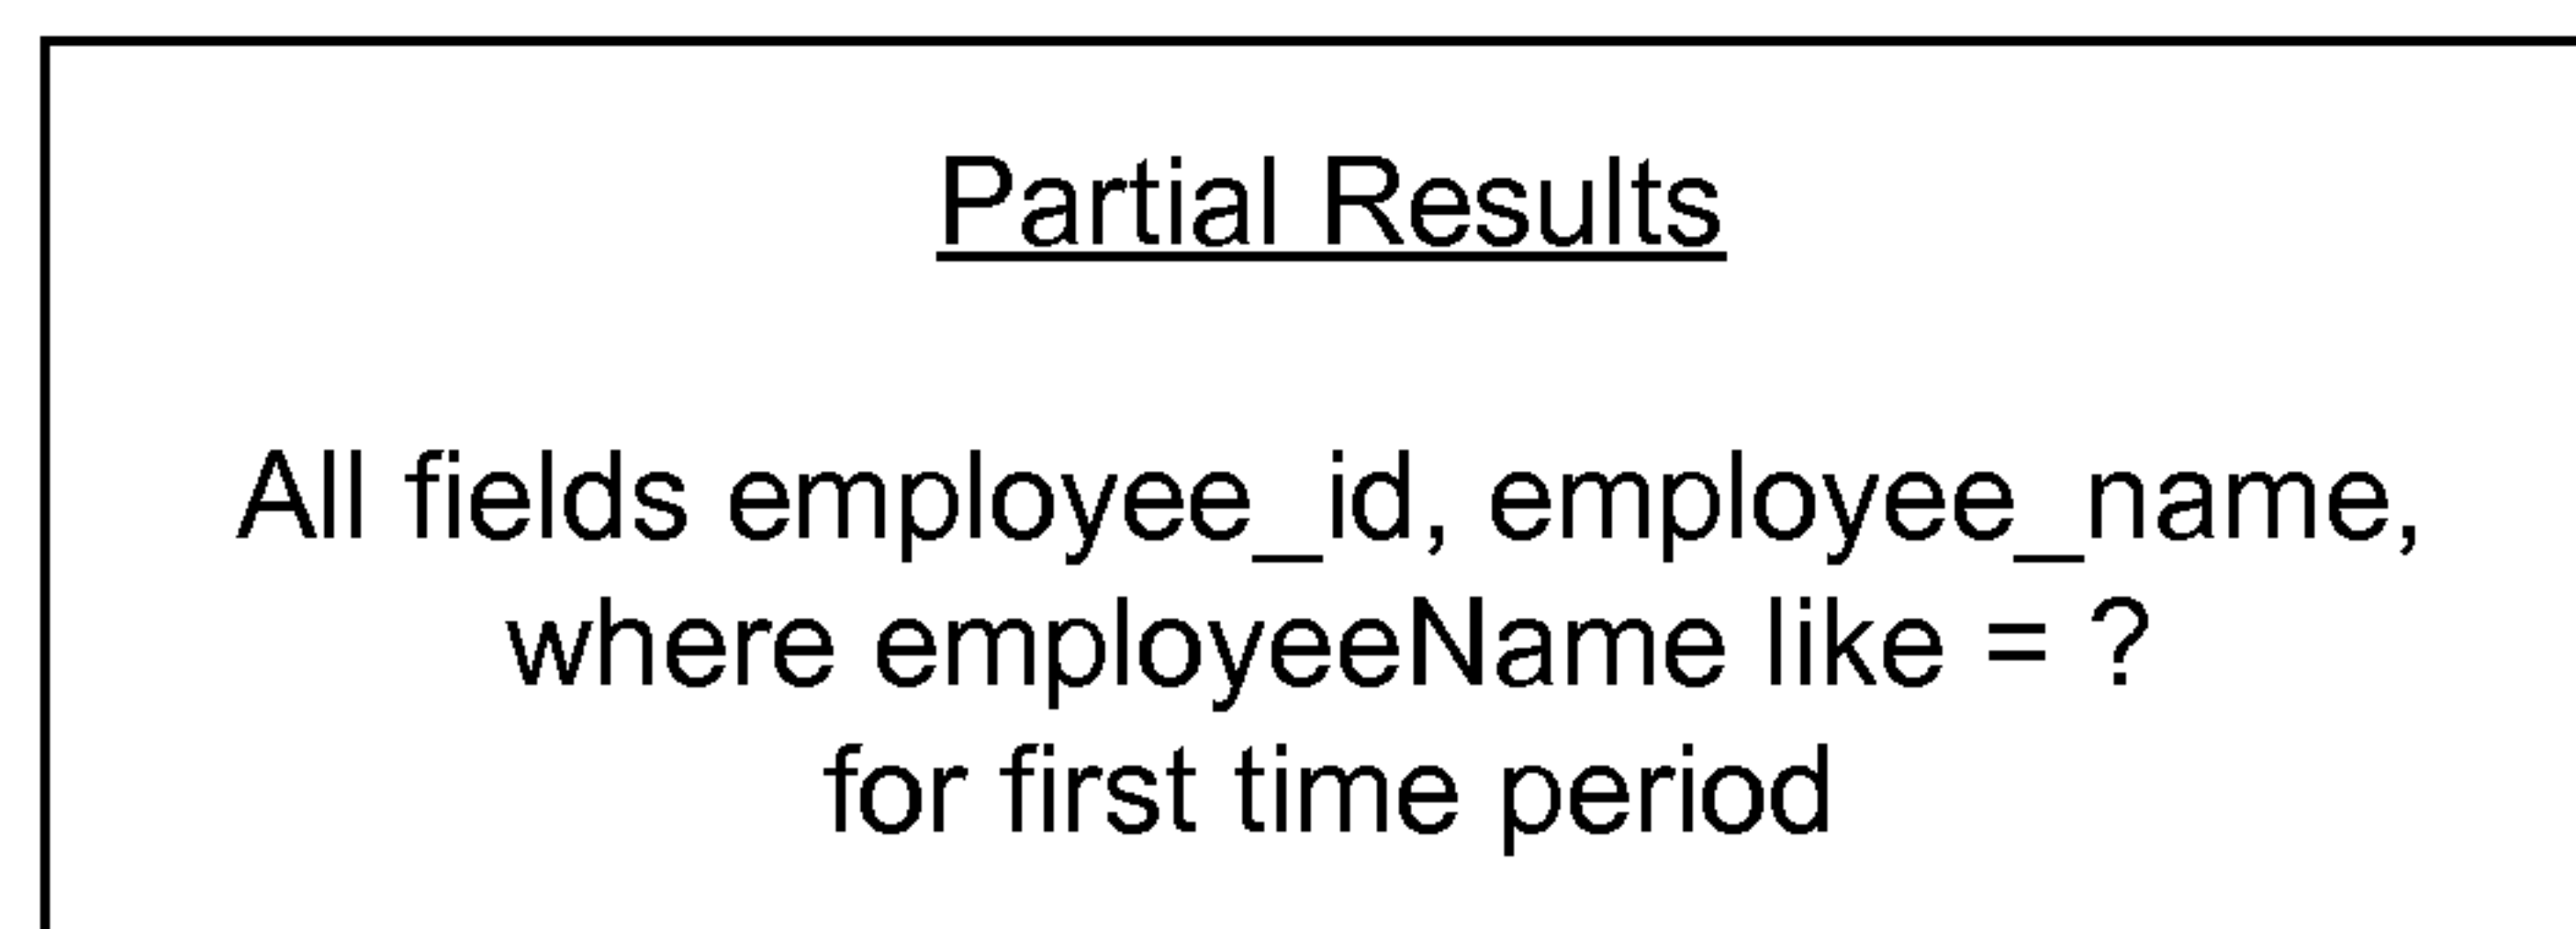 Partial Results
All fields employee_id, employee_name,
where employeeName like = ?
for first time period